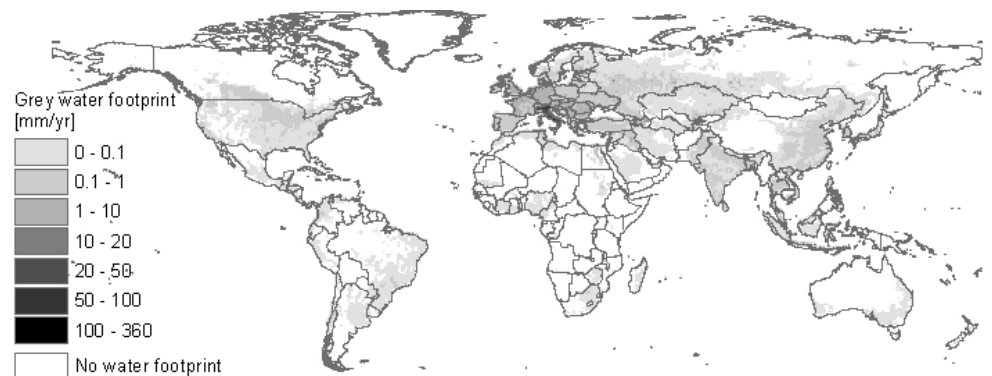 Grey water footprint
[mm/yr]
0 - 0.1
0.1 - 1
1 - 10
10 - 20
20 - 50
50 - 100
100 - 360
No water footprint